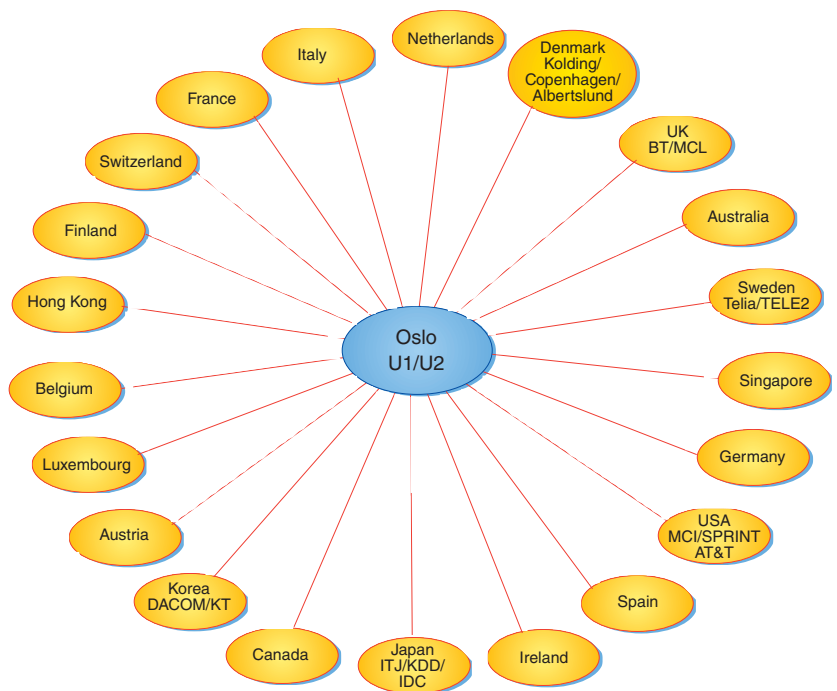 Netherlands
Denmark
Kolding/
Copenhagen/
Albertslund
UK
BT/MCL
Australia
Sweden
Telia/TELE2
Singapore
Germany
USA
MCI/SPRINT
AT&T
Spain
Ireland
Japan
ITJ/KDD/
IDC
Canada
Korea
DACOM/KT
Austria
Luxembourg
Belgium
Hong Kong
Finland
Switzerland
France
Italy
Oslo
U1/U2